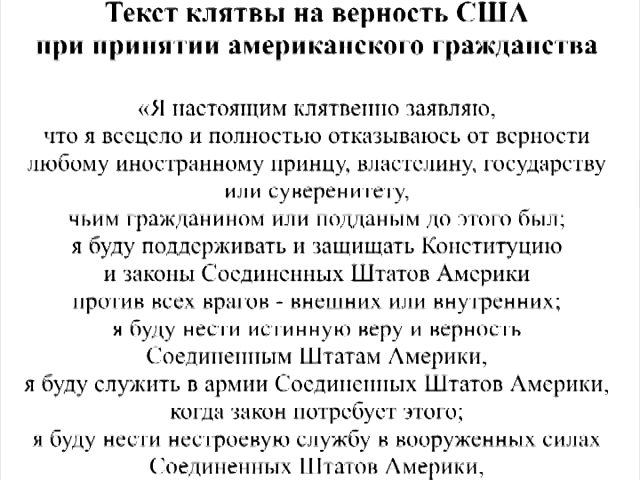 Текст клятвы на верность США
при принятии американского гражданства
«Я настоящим клятвенно заявляю,
что я всецело и полностью отказываюсь от верности
любому иностранному принцу, властелину, государству
или суверенитету,
чьим гражданином или подданым до этого был;
я буду поддерживать и защищать Конституцию
и законы Соединенных Штатов Америки
против всех врагов - внешних или внутренних;
я буду нести истинную веру и верность
Соединенным Штатам Америки,
я буду служить в армии Соединенных Штатов Америки,
когда закон потребует этого;
я буду нести нестроевую службу в вооруженных силах
Соединенных Штатов Америки,